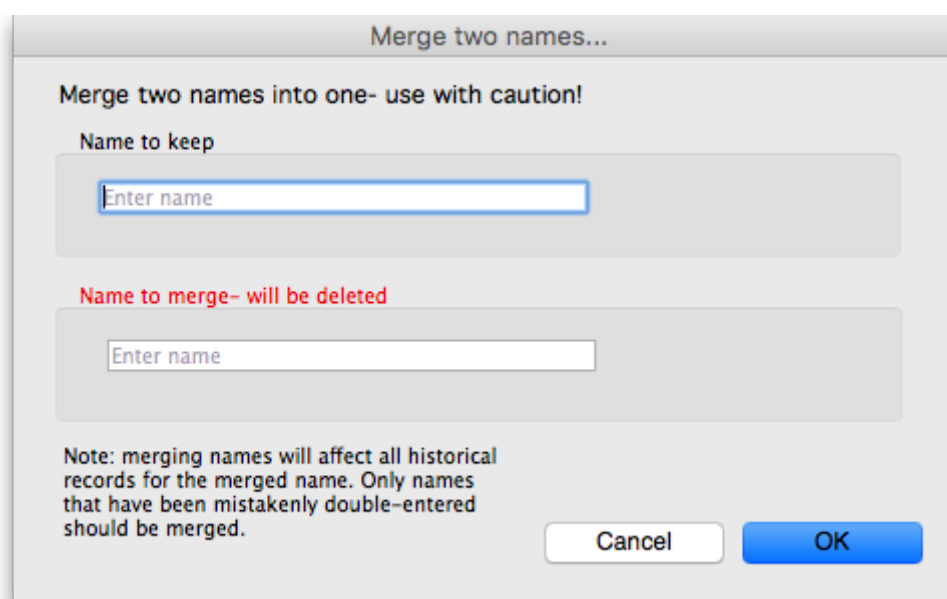 Merge two names...
Merge two names into one- use with caution!
Name to keep
Enter name
Name to merge- will be deleted
Enter name
Note: merging names will affect all historical
records for the merged name. Only names
that have been mistakenly double-entered
should be merged.
Cancel
OK